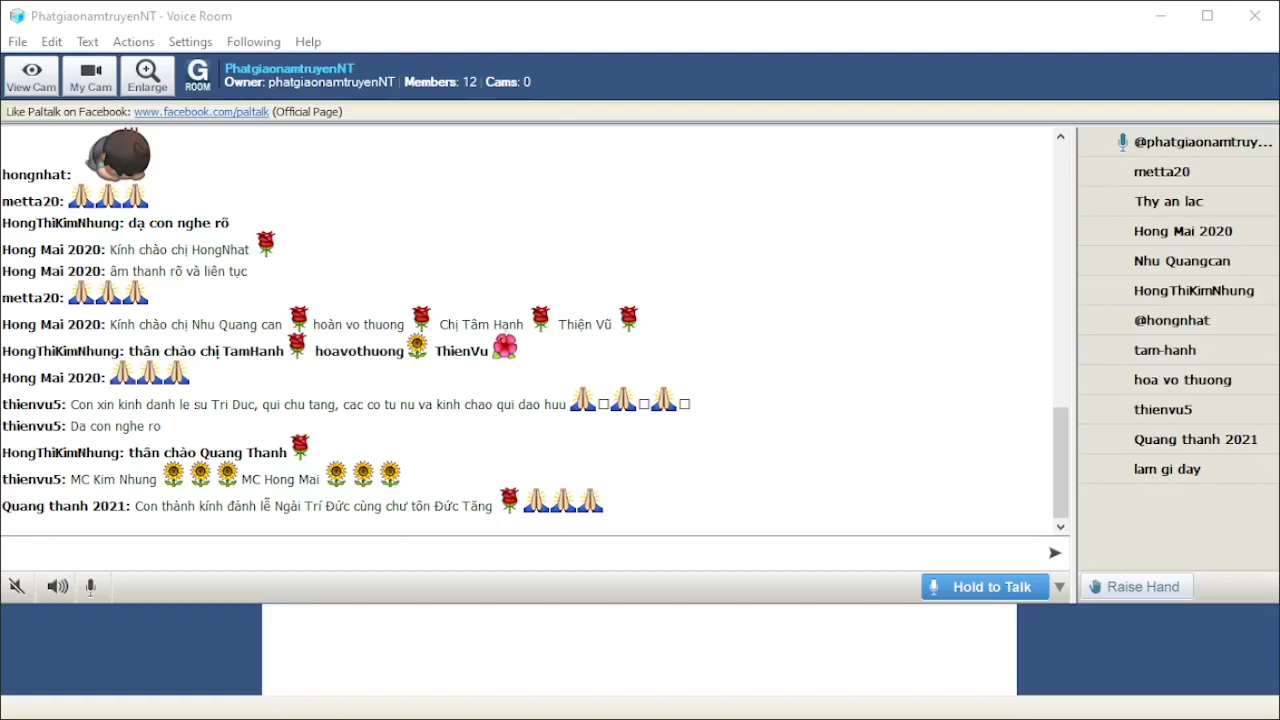 PhatgiaonamtruyenNT - Voice Room
File Edit Text Actions Settings Following Help
View Cam My Cam Enlarge G ROOM PhatgiaonamtruyenNT
Owner: phatgiaonamtruyenNT | Members: 12 | Cams: 0
Like Paltalk on Facebook: www.facebook.com/paltalk (Official Page)
hongnhat:
metta20:
HongThiKimNhung: dạ con nghe rõ
Hong Mai 2020: Kính chào chị HongNhat
Hong Mai 2020: âm thanh rõ và liên tục
metta20:
Hong Mai 2020: Kính chào chị Nhu Quang can hoàn vo thuong Chị Tâm Hạnh Thiện Vũ
HongThiKimNhung: thân chào chị TamHanh hoavothuong ThienVu
Hong Mai 2020:
thienvu5: Con xin kinh danh le su Tri Duc, qui chu tang, cac co tu nu va kinh chao qui dao huu
thienvu5: Da con nghe ro
HongThiKimNhung: thân chào Quang Thanh
thienvu5: MC Kim Nhung MC Hong Mai
Quang thanh 2021: Con thành kính đảnh lễ Ngài Trí Đức cùng chư tôn Đức Tăng
@phatgiaonamtruy...
metta20
Thy an lac
Hong Mai 2020
Nhu Quangcan
HongThiKimNhung
@hongnhat
tam-hanh
hoa vo thuong
thienvu5
Quang thanh 2021
lam gi day
Hold to Talk
Raise Hand